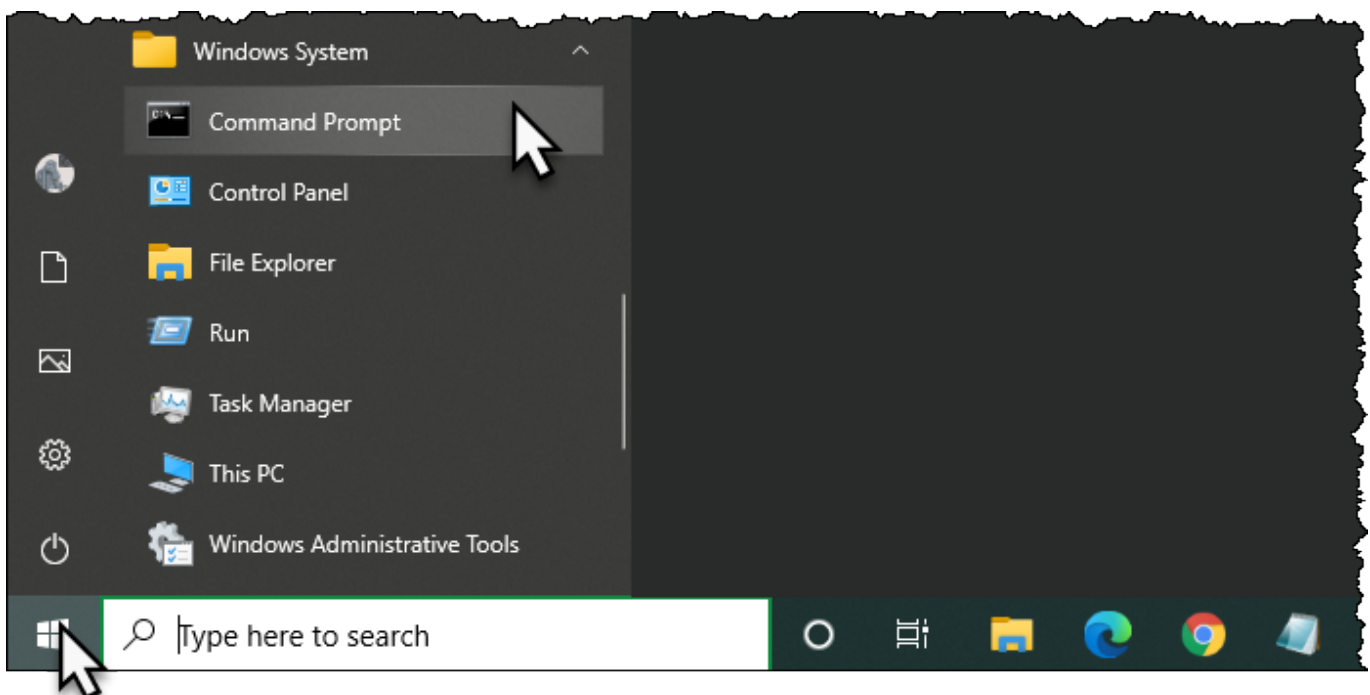 Windows System
Command Prompt
Control Panel
File Explorer
Run
Task Manager
This PC
Windows Administrative Tools
Type here to search